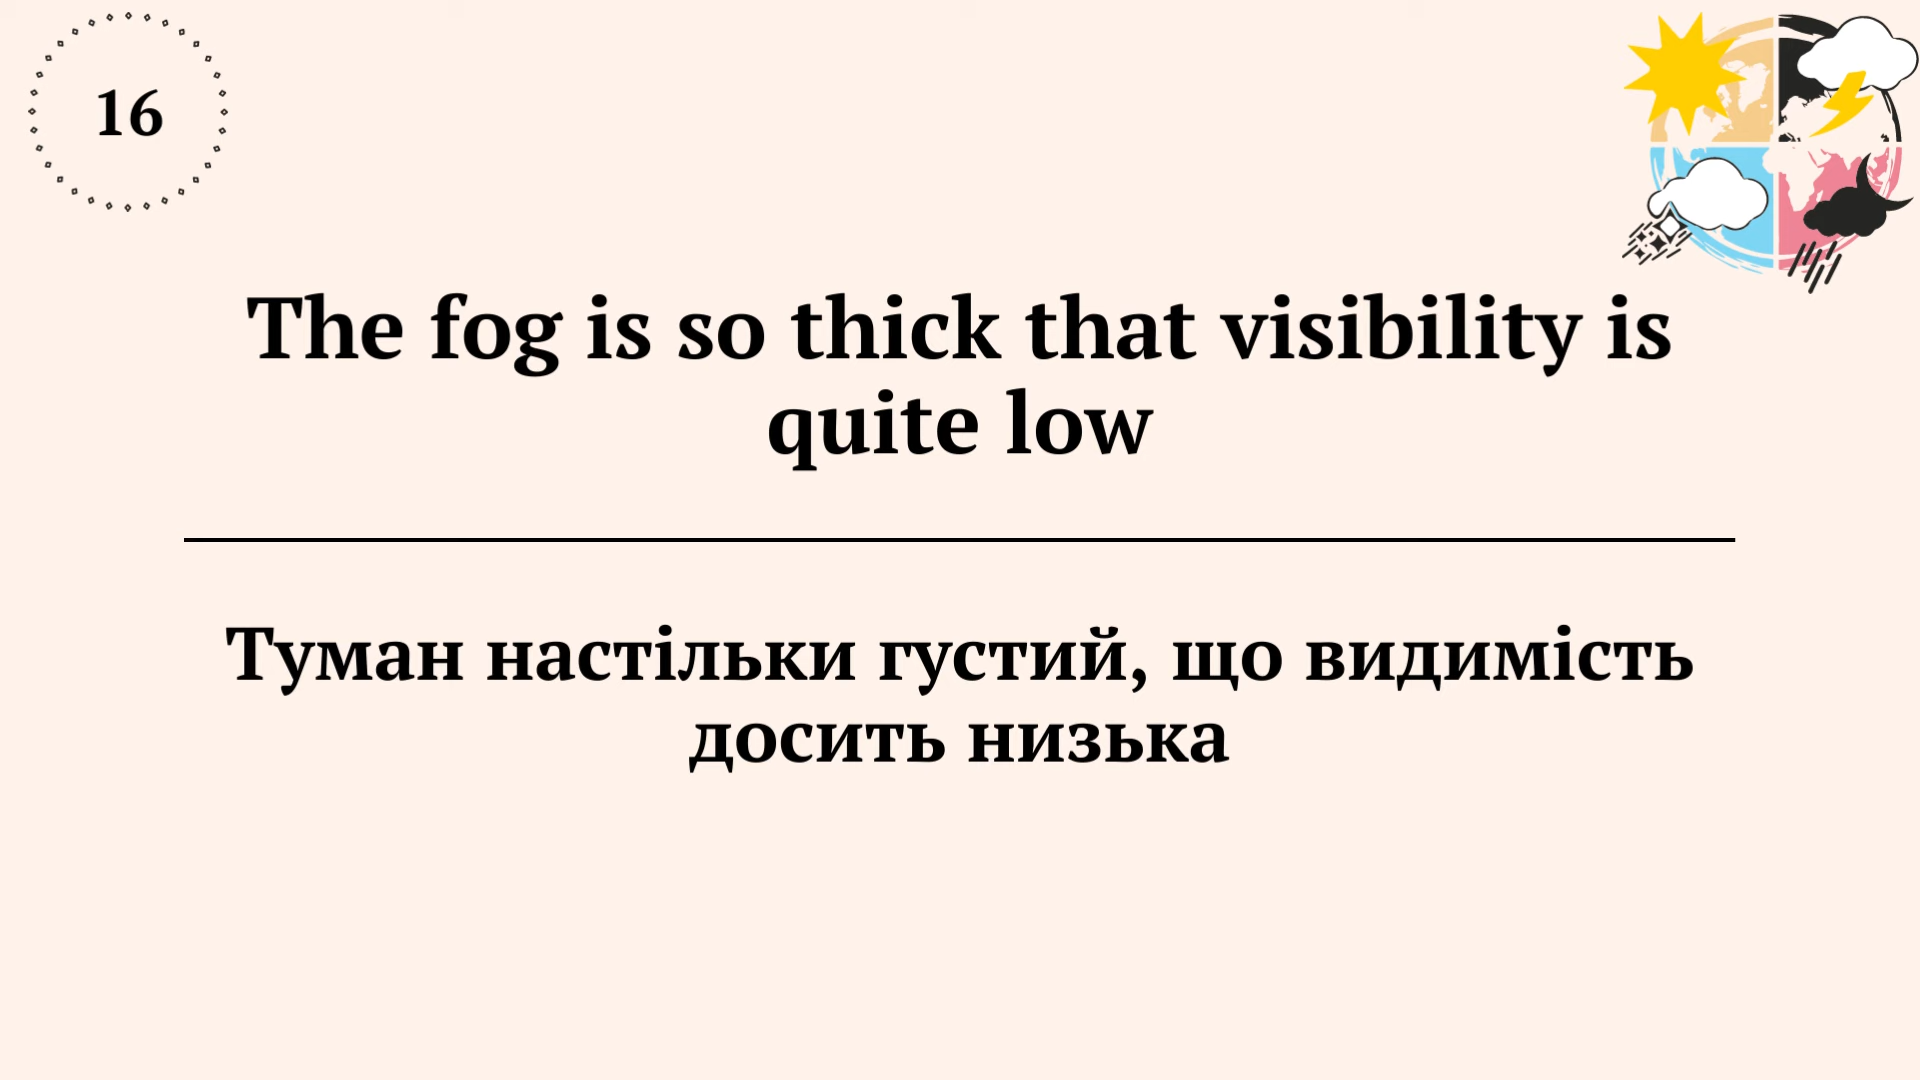 16
The fog is so thick that visibility is
quite low
Туман настільки густий, що видимість
досить низька